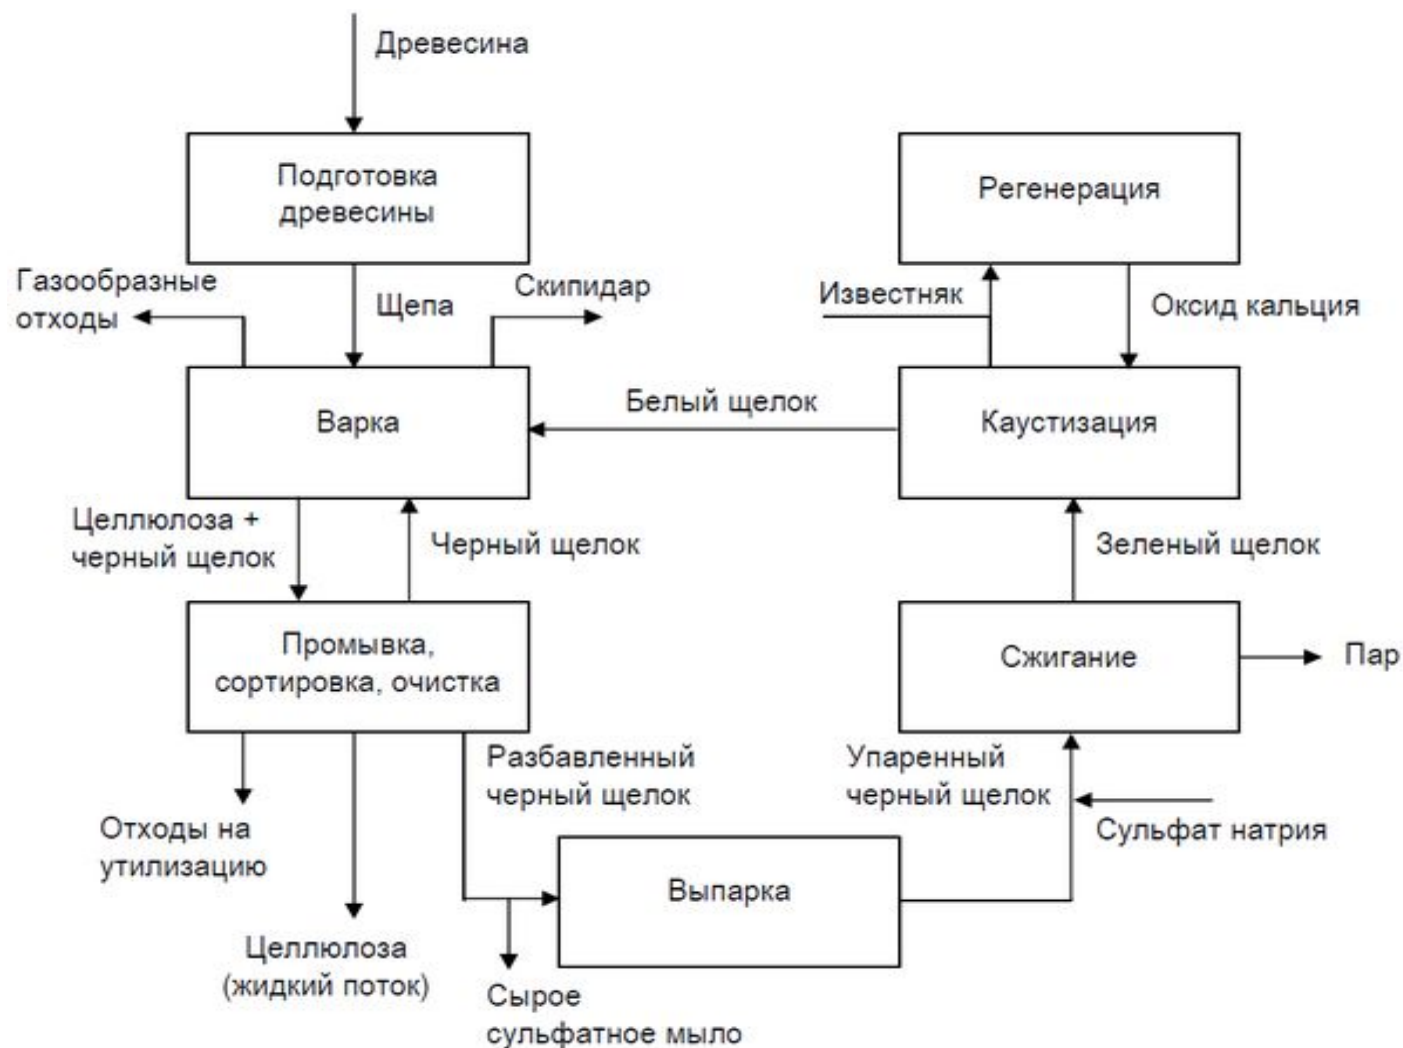 Древесина
Подготовка
древесины
Регенерация
Газообразные
отходы
Щепа
Скипидар
Известняк
Оксид кальция
Варка
Белый щелок
Каустизация
Целлюлоза +
черный щелок
Черный щелок
Зеленый щелок
Промывка,
сортировка, очистка
Сжигание
Пар
Разбавленный
черный щелок
Упаренный
черный щелок
Отходы на
утилизацию
Сульфат натрия
Выпарка
Целлюлоза
(жидкий поток)
Сырое
сульфатное мыло